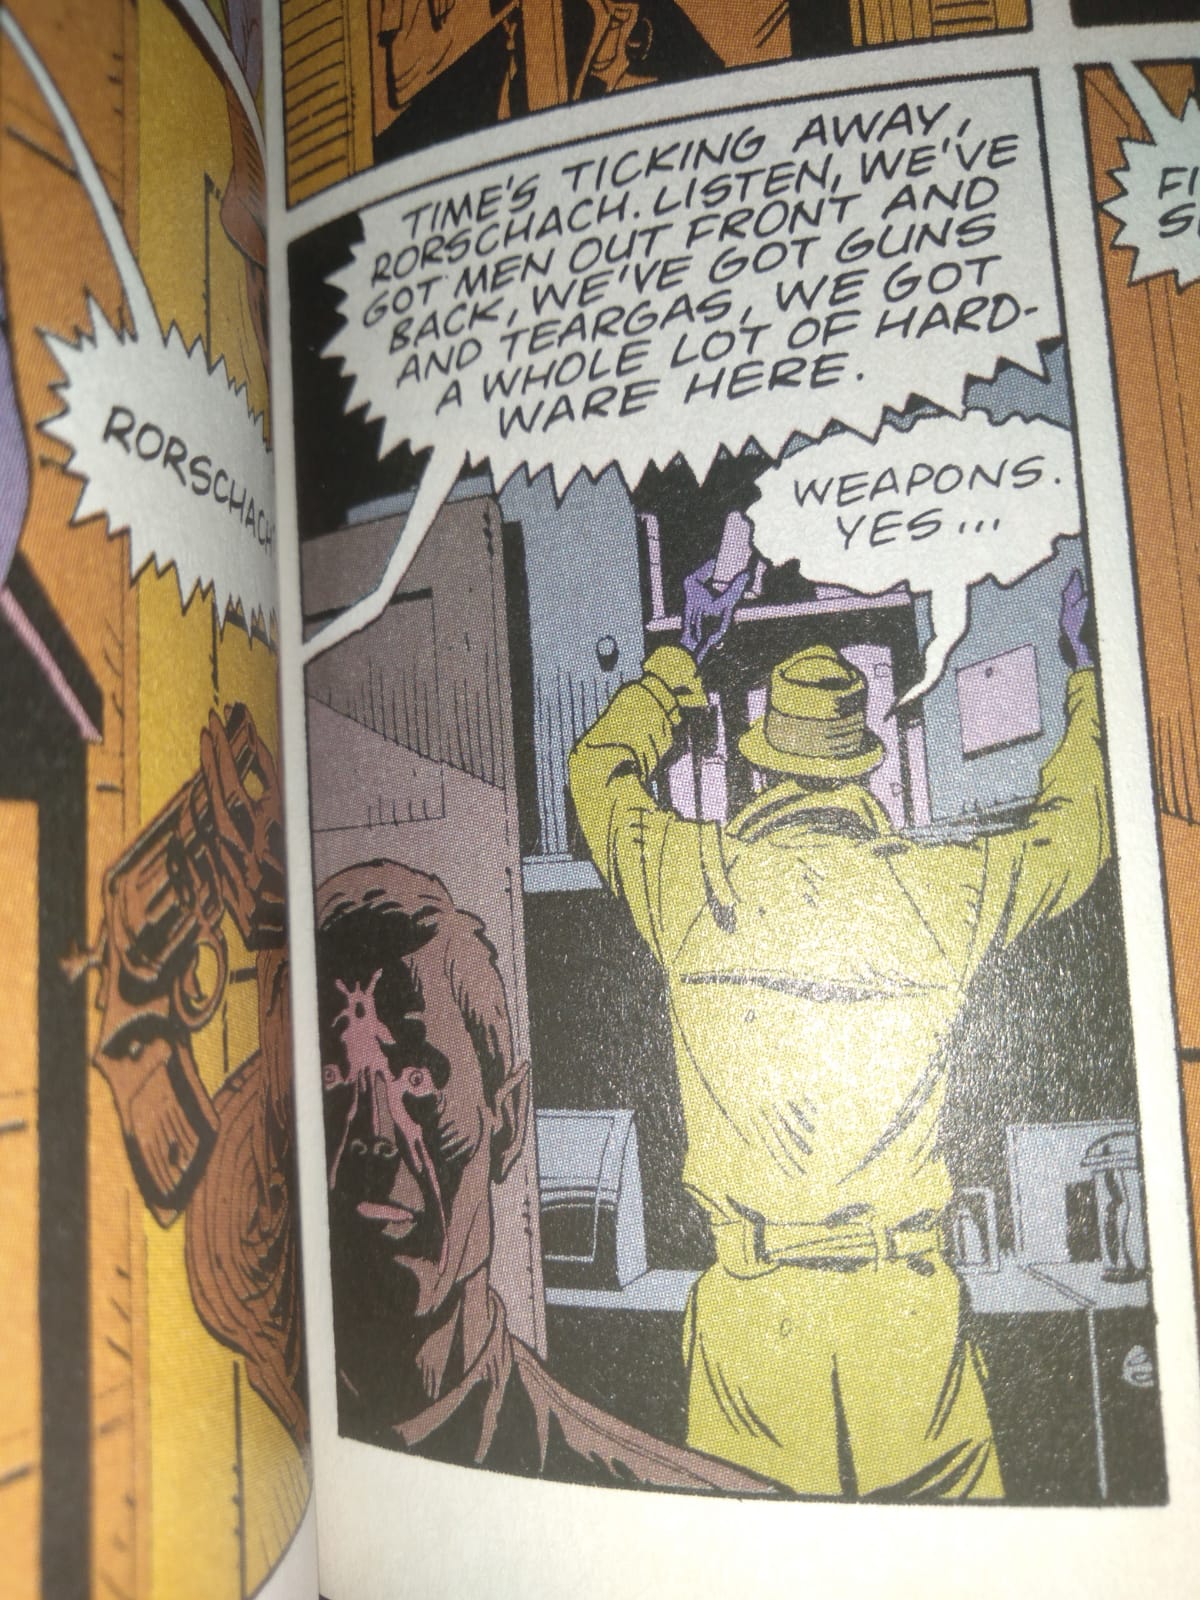 RORSCHACH
TIME'S TICKING AWAY,
RORSCHACH. LISTEN, WE'VE
GOT MEN OUT FRONT AND
BACK, WE'VE GOT GUNS
AND TEARGAS, WE GOT
A WHOLE LOT OF HARD-
WARE HERE.
WEAPONS.
YES...